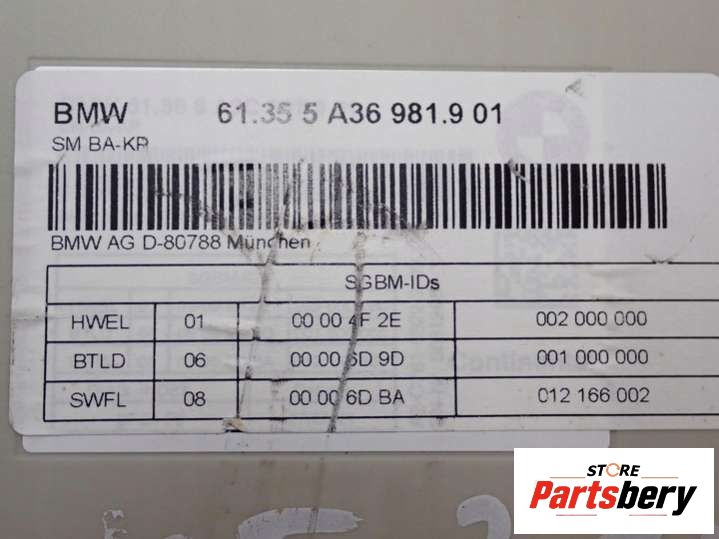 BMW 61.35 5 A36 981.9 01
SM BA-KP
BMW AG D-80788 München
SGBM-IDs
HWEL 01 00 00 4F 2E 002 000 000
BTLD 06 00 00 6D 9D 001 000 000
SWFL 08 00 00 6D BA 012 166 002
STORE
Partsbery